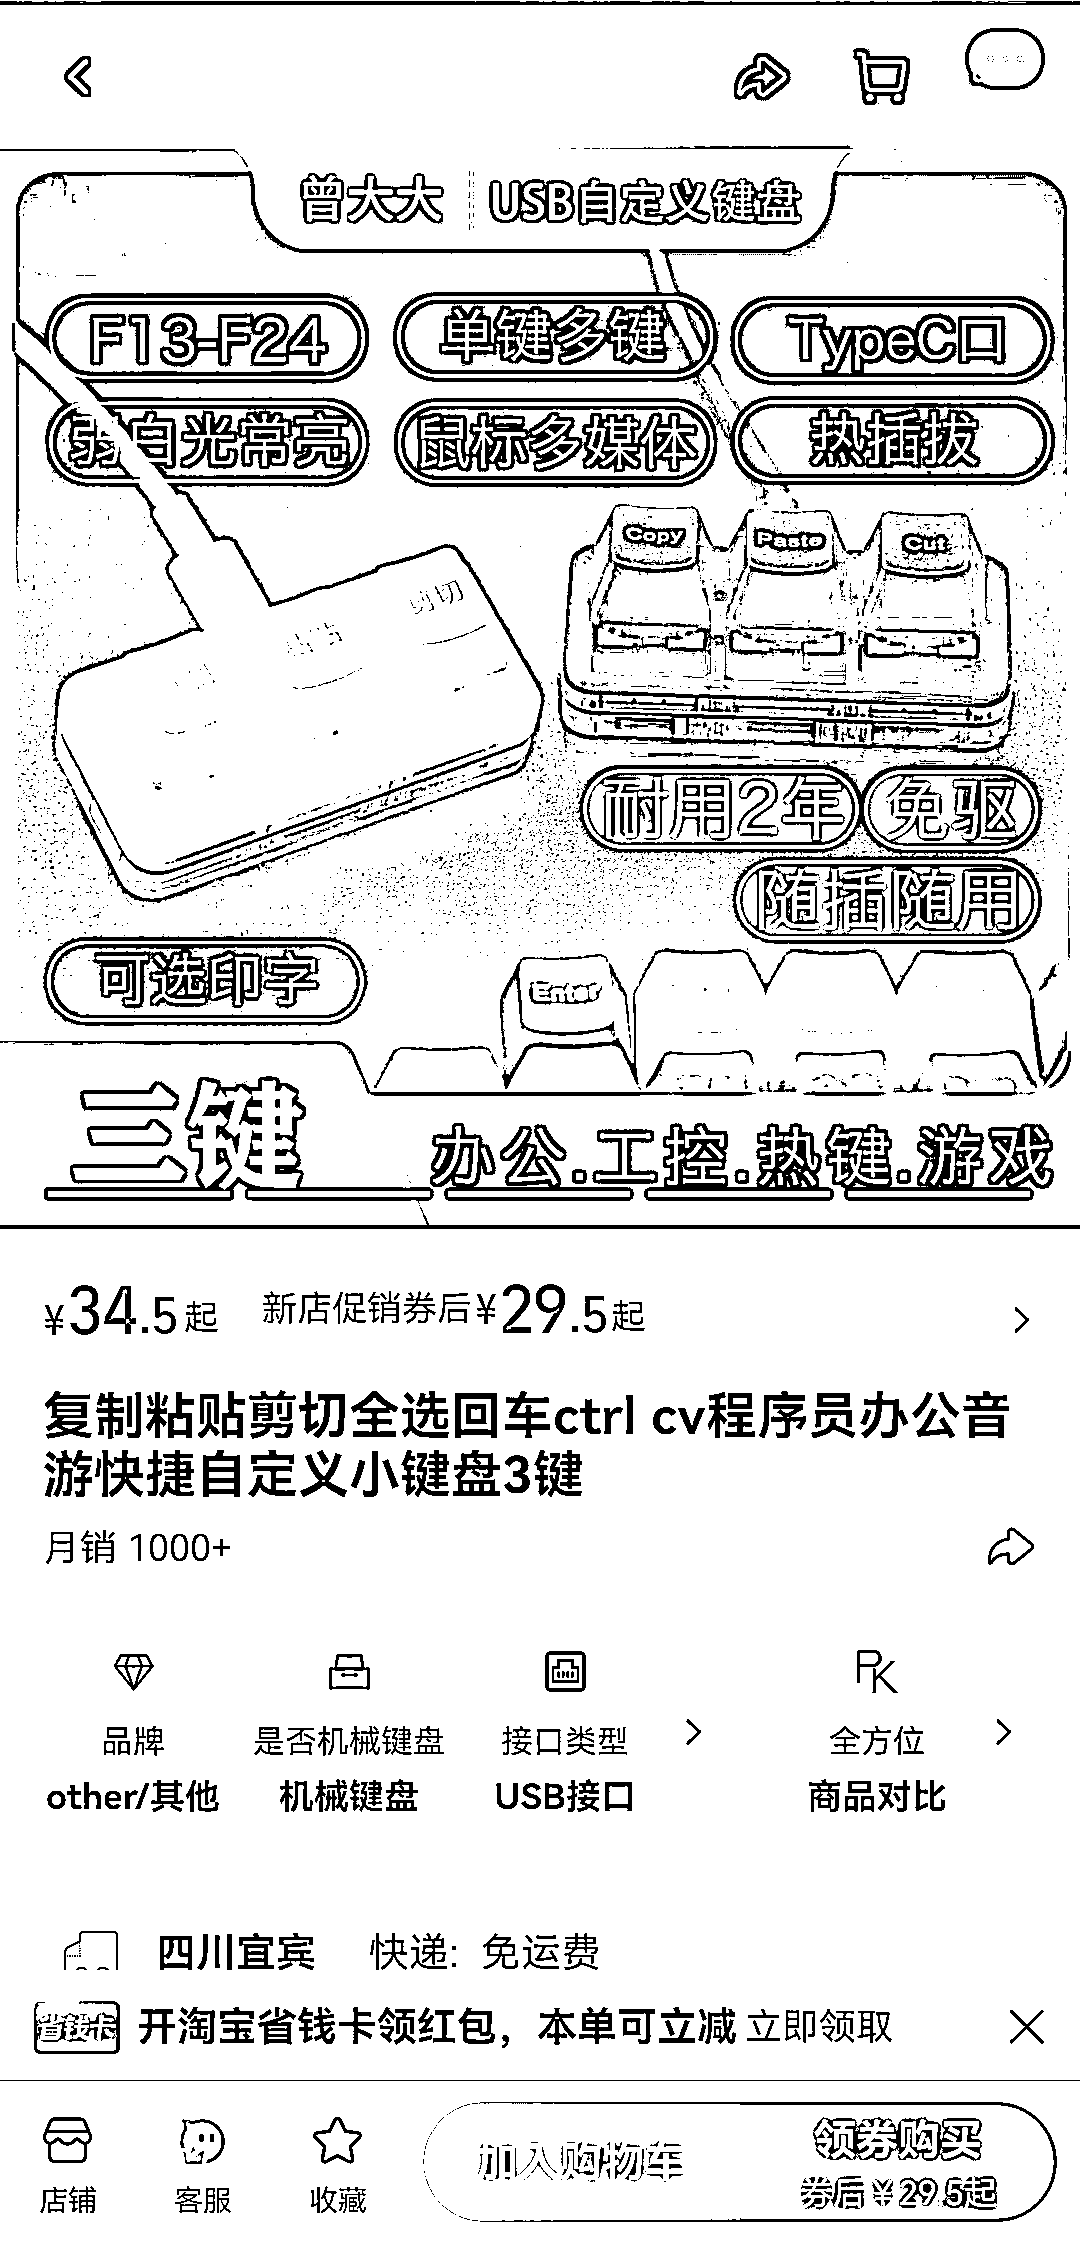 曾大大 USB自定义键盘
F13-F24 单键多键 TypeC口
弱白光常亮 鼠标多媒体 热插拔
剪切
Copy Paste Cut
耐用2年 免驱
随插随用
可选印字
Enter
三键 办公.工控.热键.游戏
¥34.5起 新店促销券后¥29.5起
复制粘贴剪切全选回车ctrl cv程序员办公音
游快捷自定义小键盘3键
月销 1000+
品牌 是否机械键盘 接口类型 全方位
other/其他 机械键盘 USB接口 商品对比
四川宜宾 快递: 免运费
省钱卡 开淘宝省钱卡领红包，本单可立减 立即领取
加入购物车 领券购买
店铺 客服 收藏 券后¥29.5起